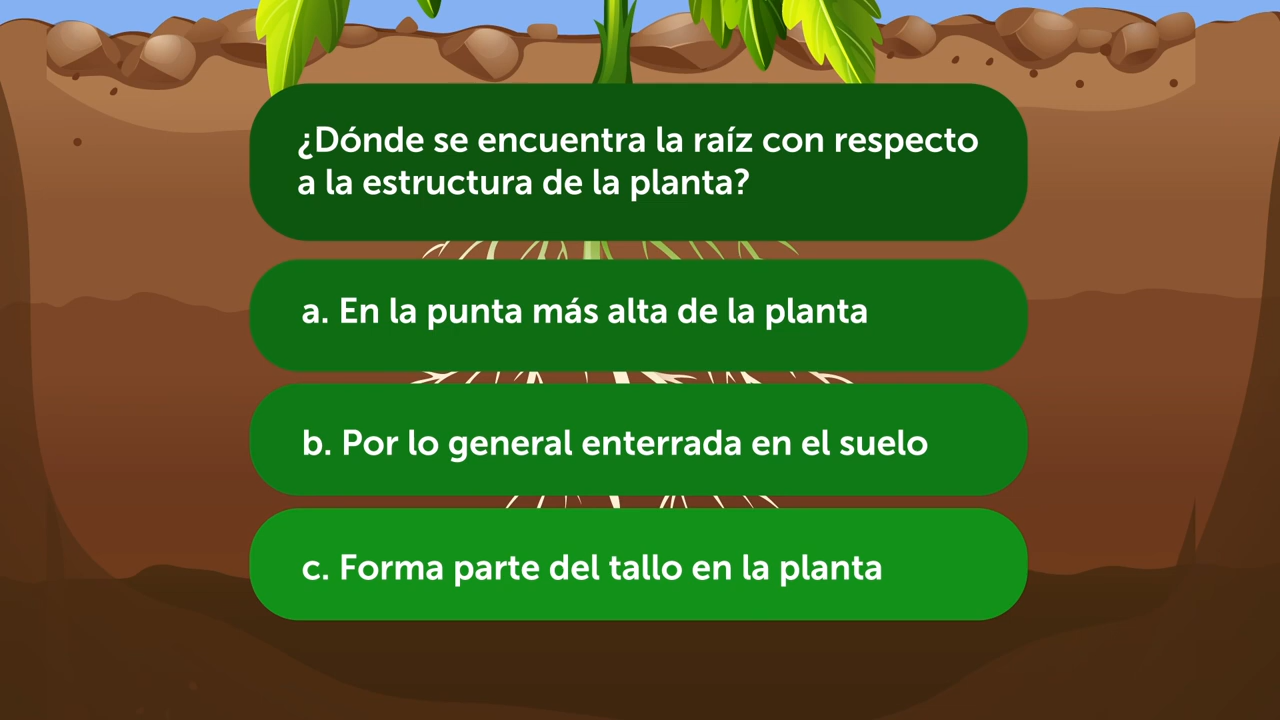 ¿Dónde se encuentra la raíz con respecto
a la estructura de la planta?
a. En la punta más alta de la planta
b. Por lo general enterrada en el suelo
c. Forma parte del tallo en la planta